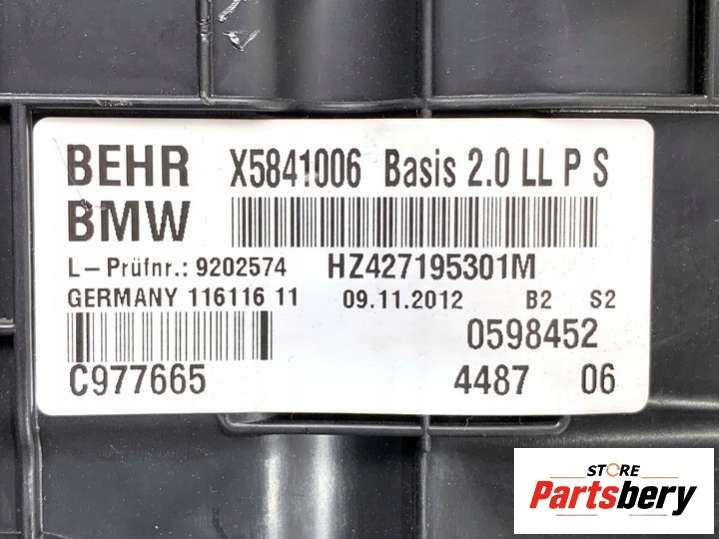 BEHR X5841006 Basis 2.0 LL P S
BMW
L–Prüfnr.: 9202574 HZ427195301M
GERMANY 116116 11 09.11.2012 B2 S2
0598452
C977665 4487 06
STORE
Partsbery